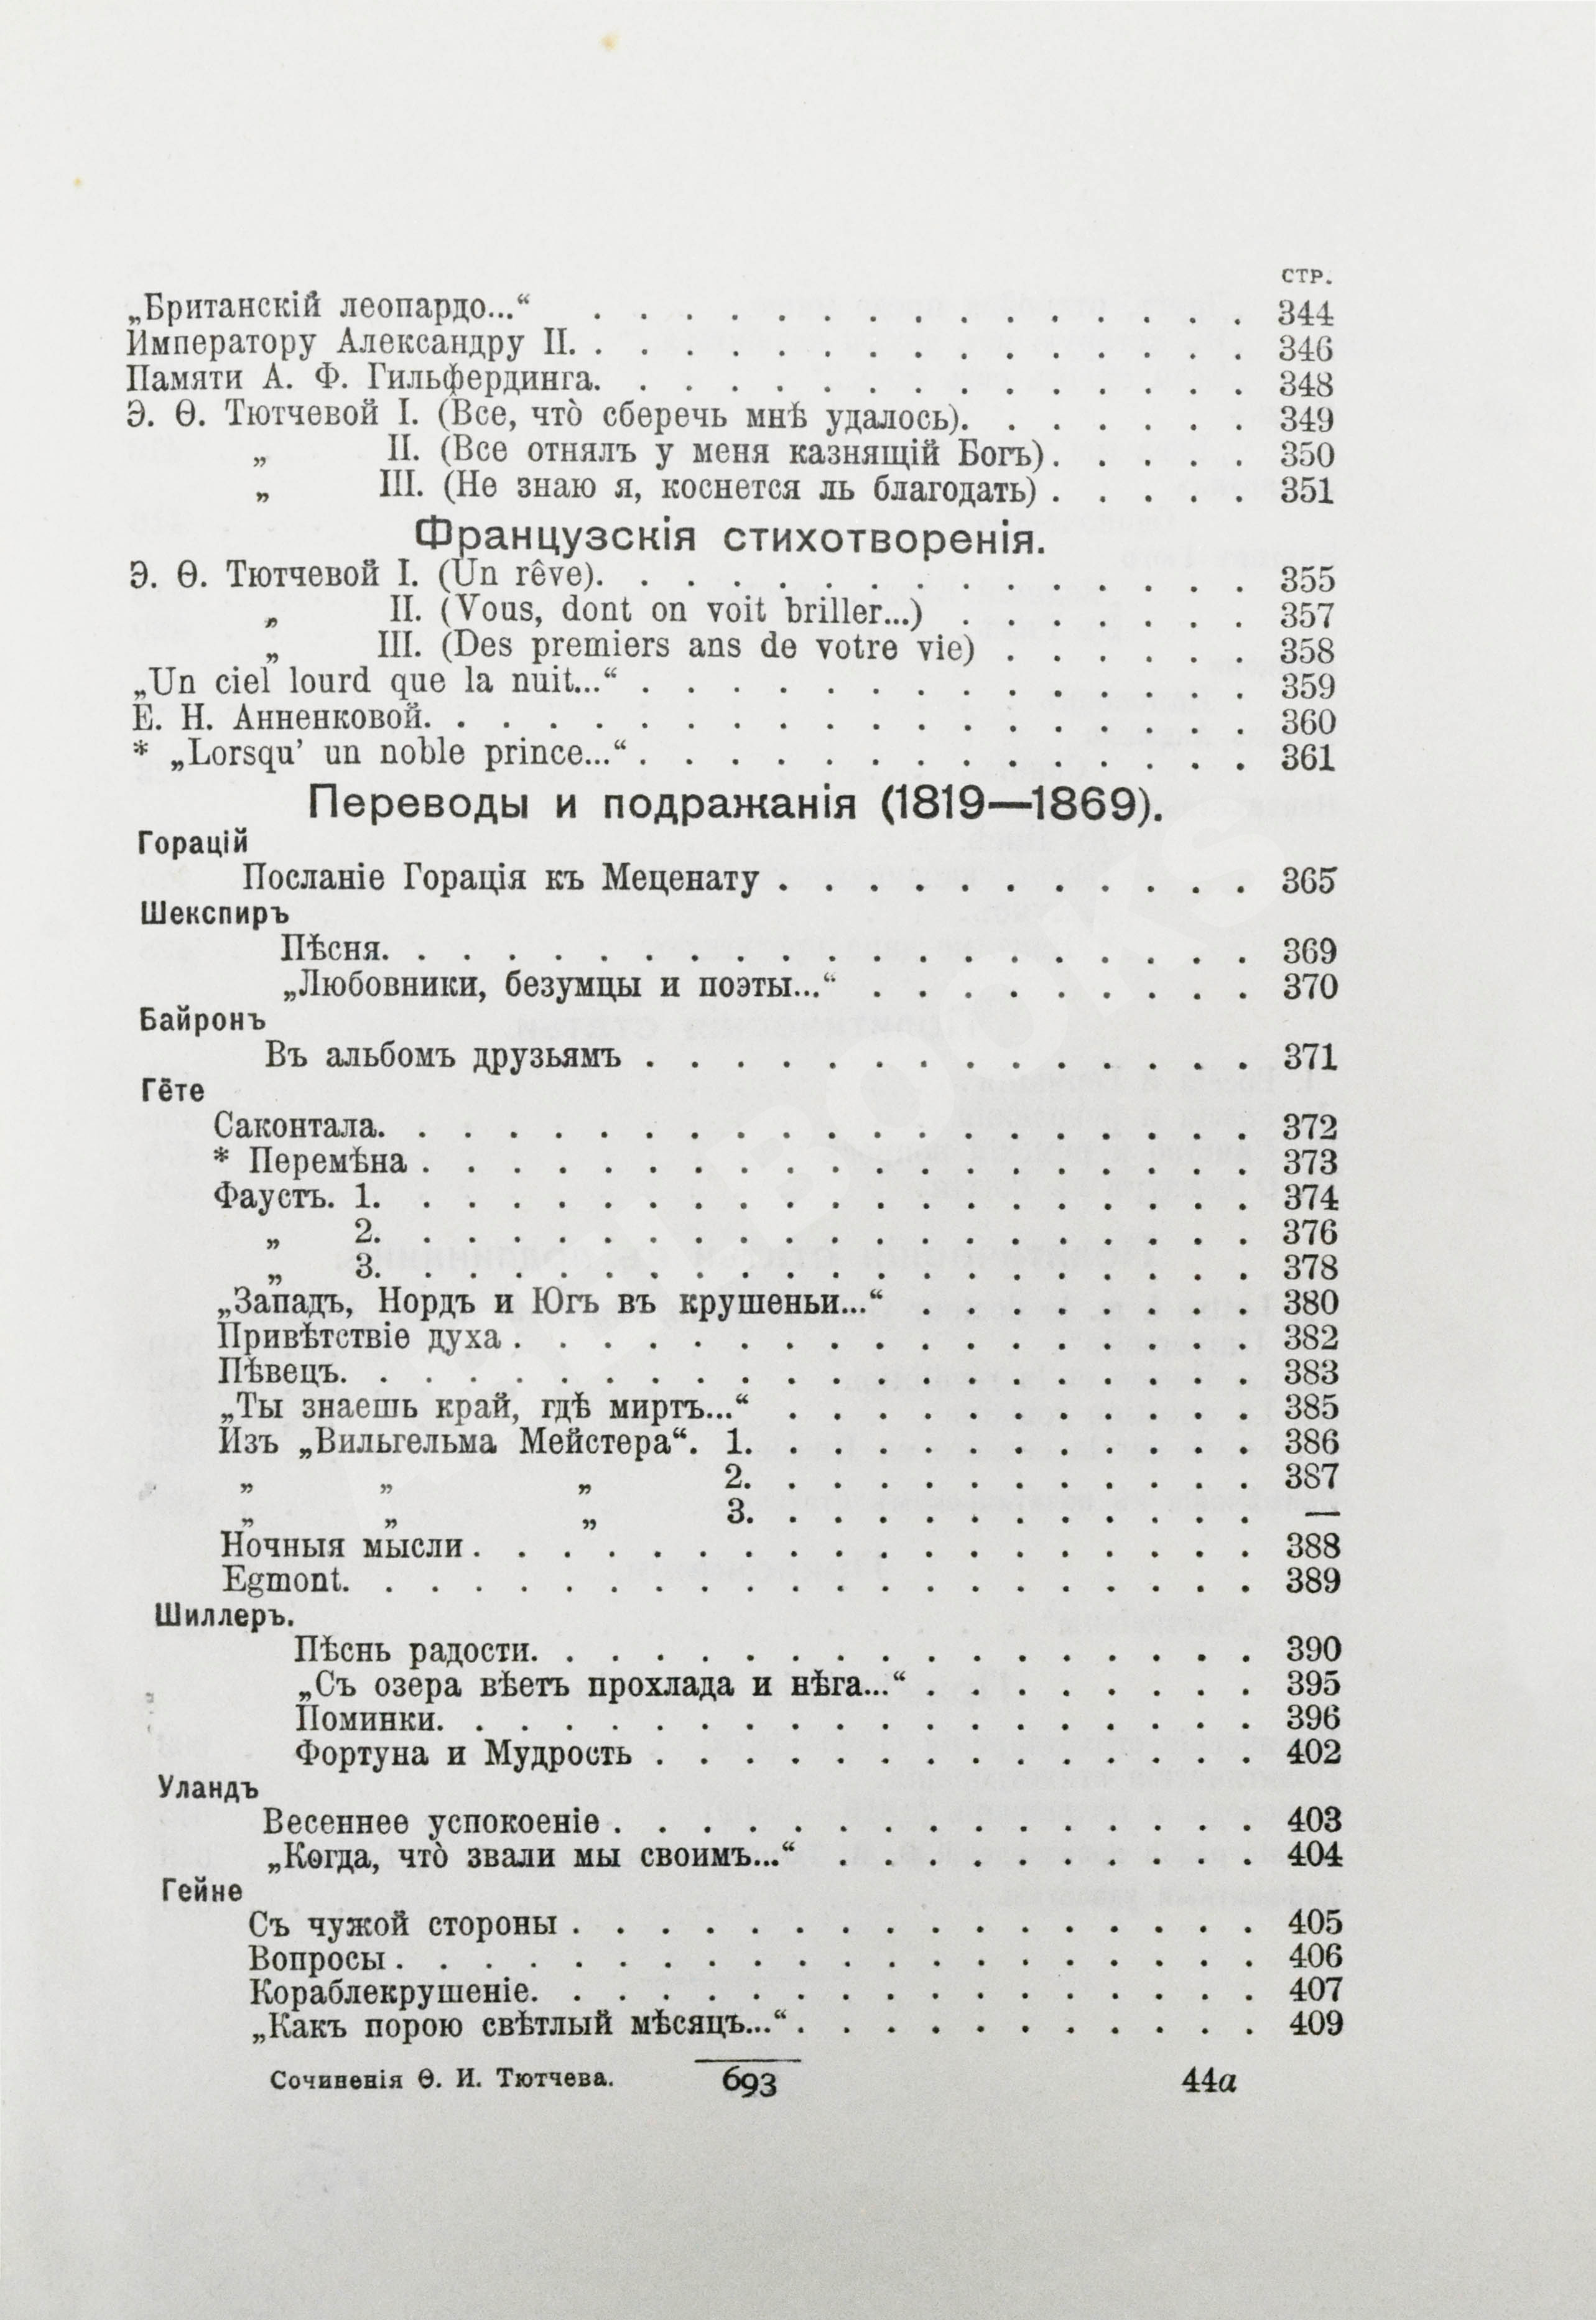 СТР.
„Британскій леопардо...“ . . . . . . . . . . . . . . . 344
Императору Александру II. . . . . . . . . . . . . . . . 346
Памяти А. Ф. Гильфердинга. . . . . . . . . . . . . . . 348
Э. Ѳ. Тютчевой I. (Все, что̀ сберечь мнѣ удалось). . . . . . . 349
„ II. (Все отнялъ у меня казнящій Богъ). . . . . 350
„ III. (Не знаю я, коснется ль благодать) . . . . . 351
Французскія стихотворенія.
Э. Ѳ. Тютчевой I. (Un rêve). . . . . . . . . . . . . . . 355
„ II. (Vous, dont on voit briller...) . . . . . . . 357
„ III. (Des premiers ans de votre vie) . . . . . . 358
„Un ciel lourd que la nuit...“ . . . . . . . . . . . . . . 359
Е. Н. Анненковой. . . . . . . . . . . . . . . . . . . 360
* „Lorsqu’ un noble prince...“ . . . . . . . . . . . . . . 361
Переводы и подражанія (1819—1869).
Горацій
Посланіе Горація къ Меценату . . . . . . . . . . . 365
Шекспиръ
Пѣсня. . . . . . . . . . . . . . . . . . . . 369
„Любовники, безумцы и поэты...“ . . . . . . . . . 370
Байронъ
Въ альбомъ друзьямъ . . . . . . . . . . . . . . 371
Гёте
Саконтала. . . . . . . . . . . . . . . . . . . . 372
* Перемѣна . . . . . . . . . . . . . . . . . . . 373
Фаустъ. 1. . . . . . . . . . . . . . . . . . . . 374
„ 2. . . . . . . . . . . . . . . . . . . . 376
„ 3. . . . . . . . . . . . . . . . . . . . 378
„Западъ, Нордъ и Югъ въ крушеньи...“ . . . . . . . . 380
Привѣтствіе духа . . . . . . . . . . . . . . . . . 382
Пѣвецъ. . . . . . . . . . . . . . . . . . . . . 383
„Ты знаешь край, гдѣ миртъ...“ . . . . . . . . . . . 385
Изъ „Вильгельма Мейстера“. 1. . . . . . . . . . . . 386
„ „ „ 2. . . . . . . . . . . . 387
„ „ „ 3. . . . . . . . . . . . —
Ночныя мысли . . . . . . . . . . . . . . . . . . 388
Egmont. . . . . . . . . . . . . . . . . . . . . 389
Шиллеръ.
Пѣснь радости. . . . . . . . . . . . . . . . . 390
„Съ озера вѣетъ прохлада и нѣга...“ . . . . . . . . 395
Поминки. . . . . . . . . . . . . . . . . . . 396
Фортуна и Мудрость . . . . . . . . . . . . . . 402
Уландъ
Весеннее успокоеніе . . . . . . . . . . . . . . . 403
„Когда, что̀ звали мы своимъ...“ . . . . . . . . . . 404
Гейне
Съ чужой стороны . . . . . . . . . . . . . . . . 405
Вопросы . . . . . . . . . . . . . . . . . . . . 406
Кораблекрушеніе. . . . . . . . . . . . . . . . . 407
„Какъ порою свѣтлый мѣсяцъ...“ . . . . . . . . . . . 409
Сочиненія Ѳ. И. Тютчева. 693 44а